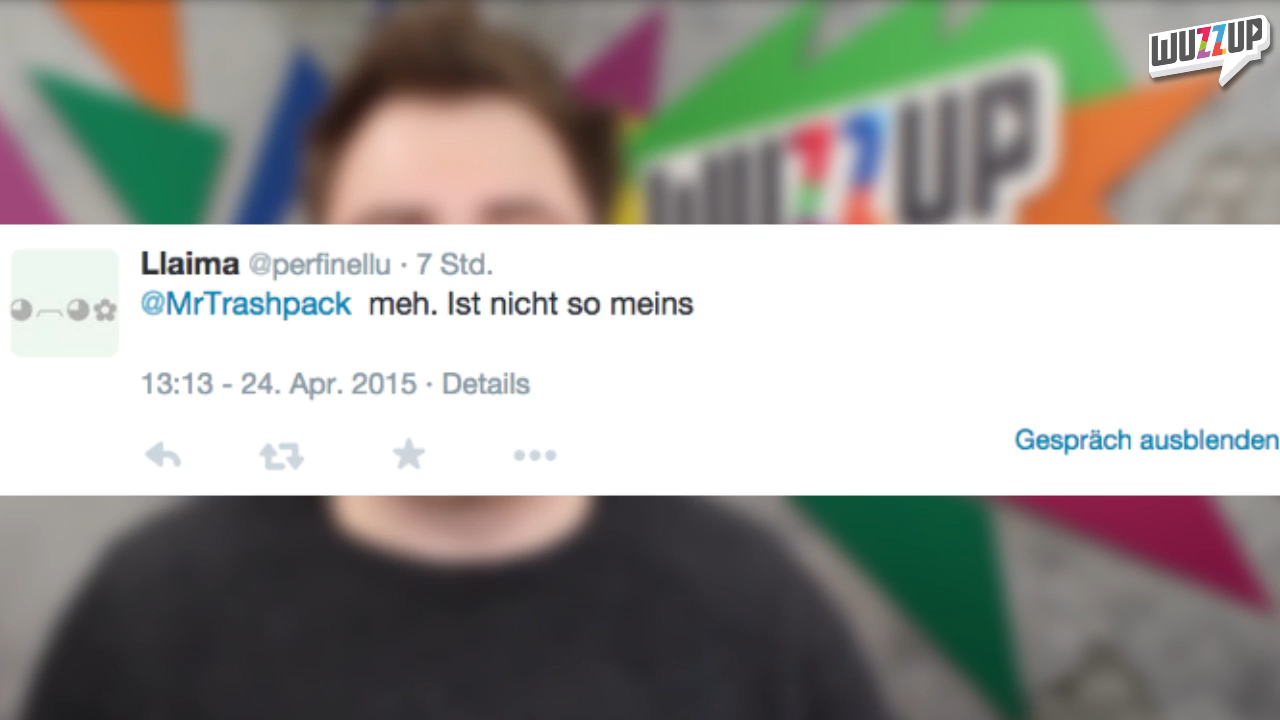 WUZZUP
WUZZUP
Llaima @perfinellu · 7 Std.
@MrTrashpack meh. Ist nicht so meins
13:13 - 24. Apr. 2015 · Details
Gespräch ausblenden